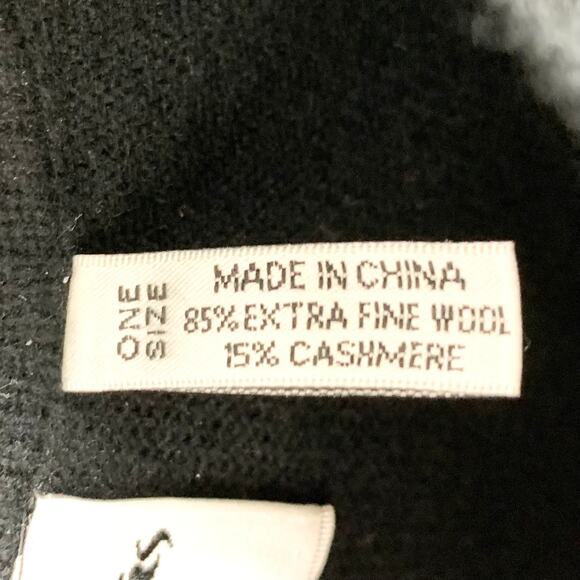 ONE
SIZE
MADE IN CHINA
85% EXTRA FINE WOOL
15% CASHMERE